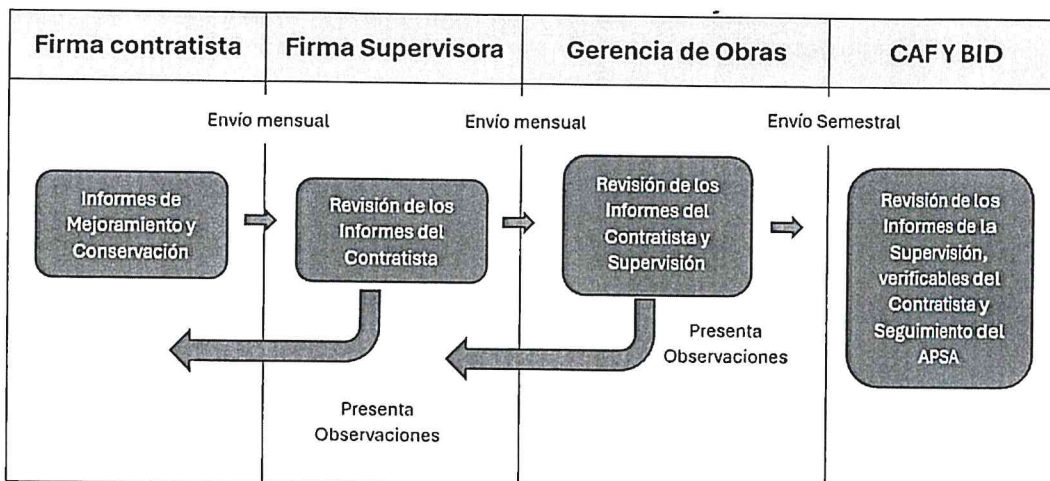 Firma contratista
Firma Supervisora
Gerencia de Obras
CAF Y BID
Envío mensual
Envío mensual
Envío Semestral
Informes de
Mejoramiento y
Conservación
Revisión de los
Informes del
Contratista
Revisión de los
Informes del
Contratista y
Supervisión
Revisión de los
Informes de la
Supervisión,
verificables del
Contratista y
Seguimiento del
APSA
Presenta
Observaciones
Presenta
Observaciones